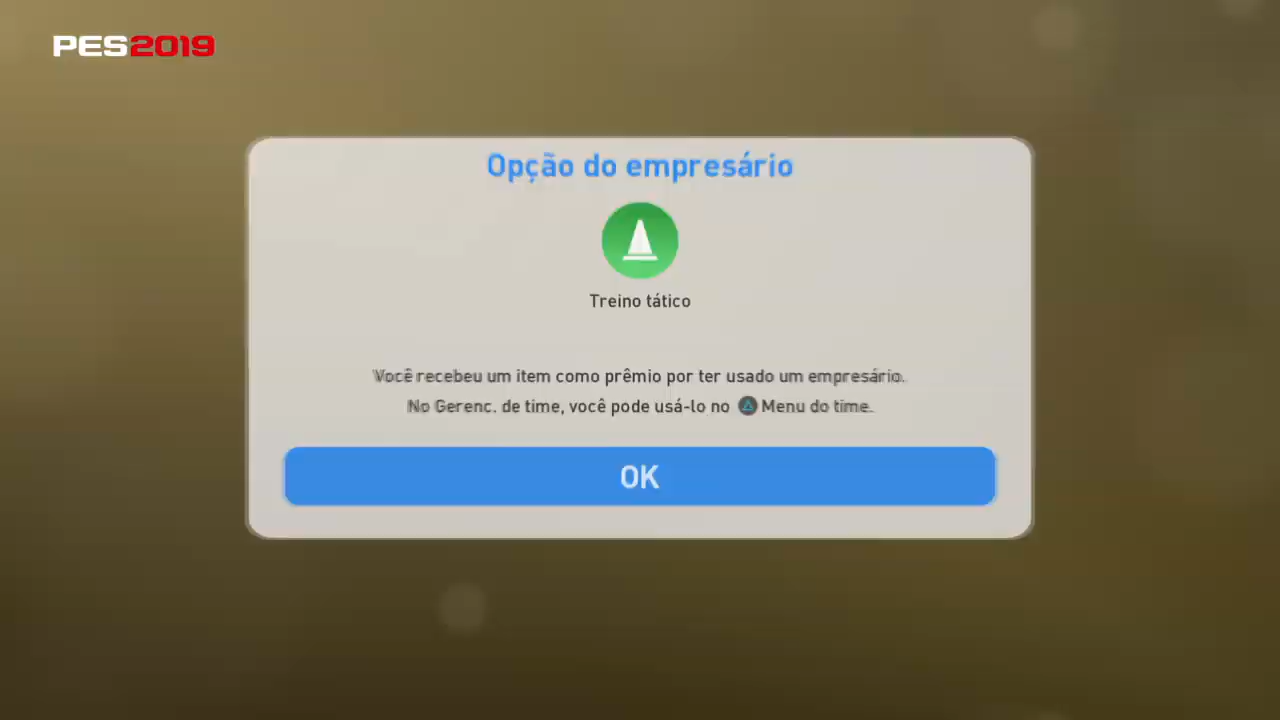 PES2019
Opção do empresário
Treino tático
Você recebeu um item como prêmio por ter usado um empresário.
No Gerenc. de time, você pode usá-lo no Menu do time.
OK